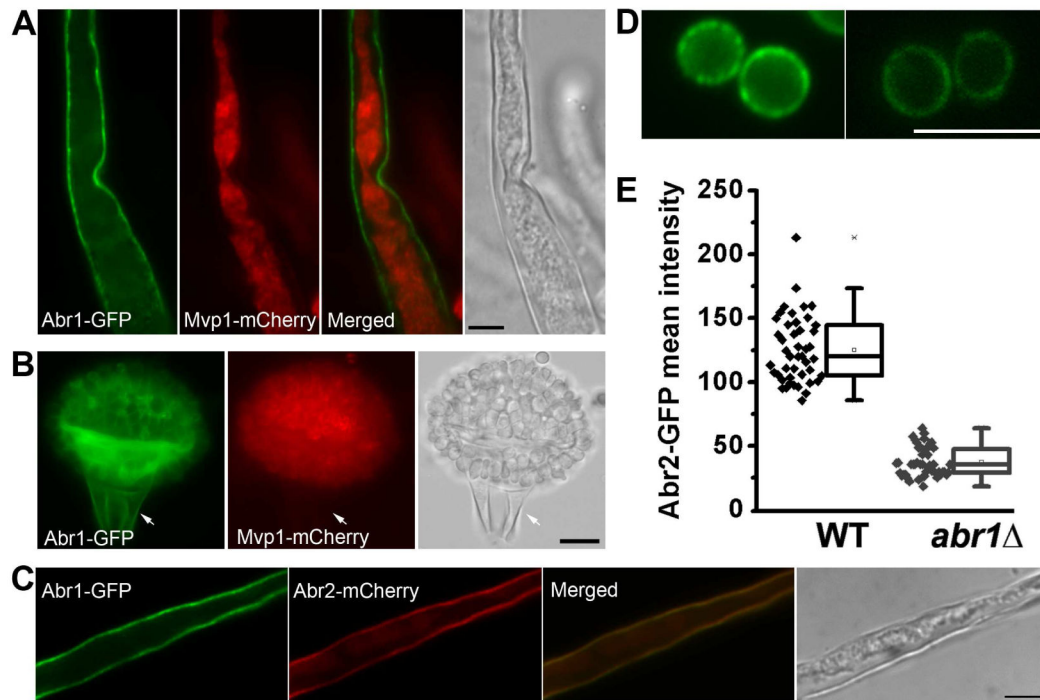 A
Abr1-GFP
Mvp1-mCherry
Merged
B
Abr1-GFP
Mvp1-mCherry
C
Abr1-GFP
Abr2-mCherry
Merged
D
E
Abr2-GFP mean intensity
250
200
150
100
50
0
WT
abr1Δ